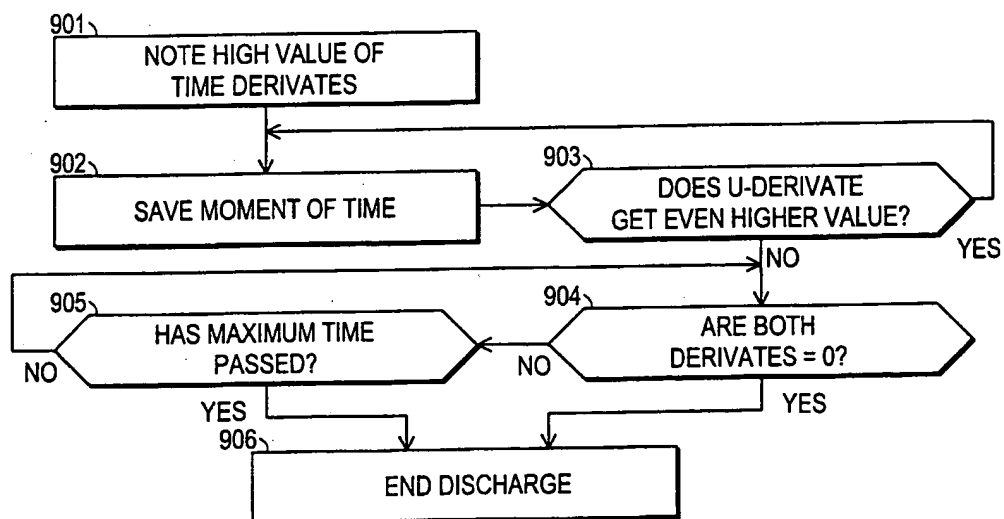 901
NOTE HIGH VALUE OF
TIME DERIVATES
902
SAVE MOMENT OF TIME
903
DOES U-DERIVATE
GET EVEN HIGHER VALUE?
YES
NO
904
ARE BOTH
DERIVATES = 0?
NO
YES
905
HAS MAXIMUM TIME
PASSED?
NO
YES
906
END DISCHARGE